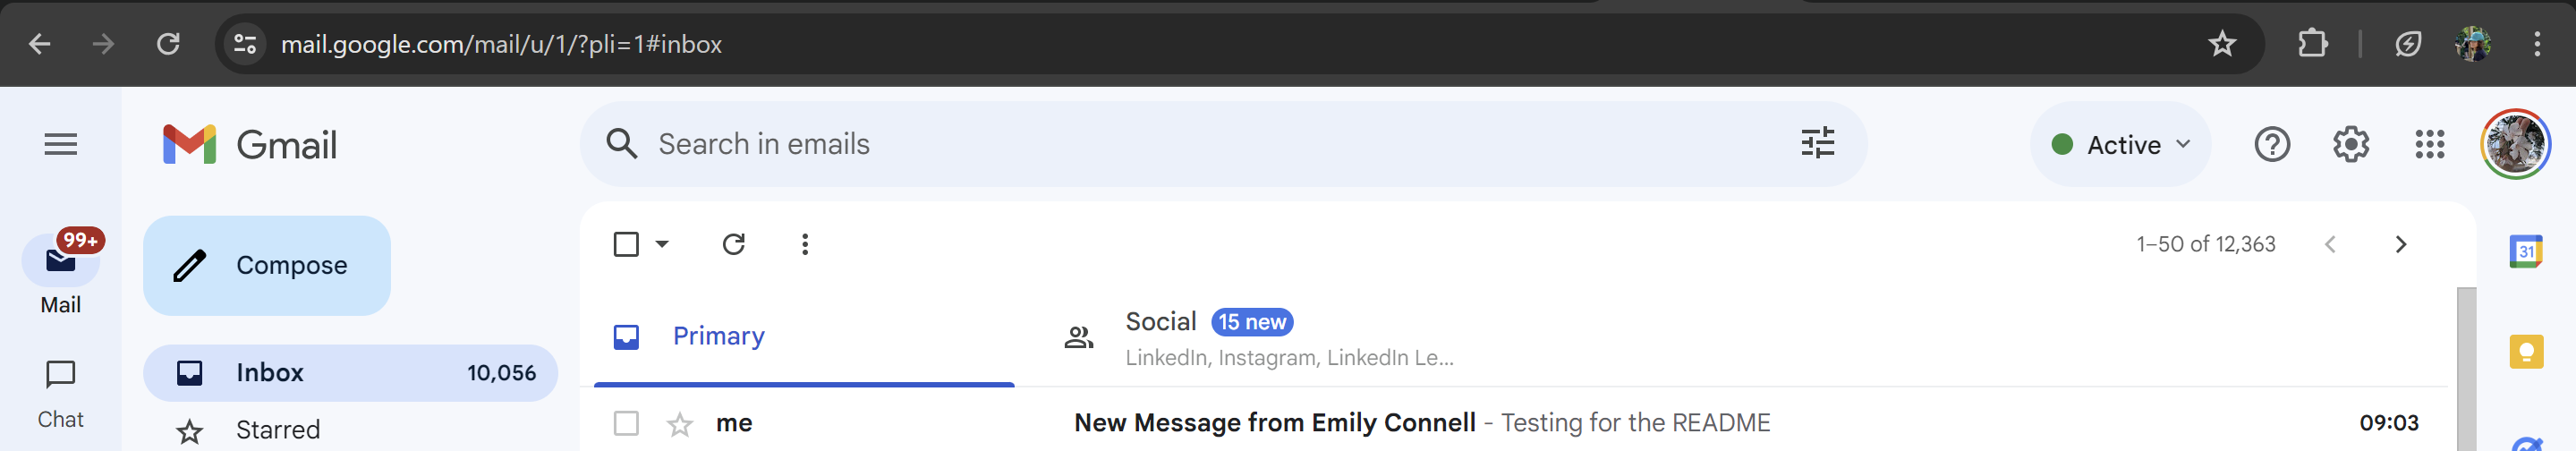 mail.google.com/mail/u/1/?pli=1#inbox
Gmail
Search in emails
Active
99+
Mail
Compose
1–50 of 12,363
31
Primary
Social 15 new
LinkedIn, Instagram, LinkedIn Le...
Inbox 10,056
Chat
Starred
me New Message from Emily Connell - Testing for the README 09:03